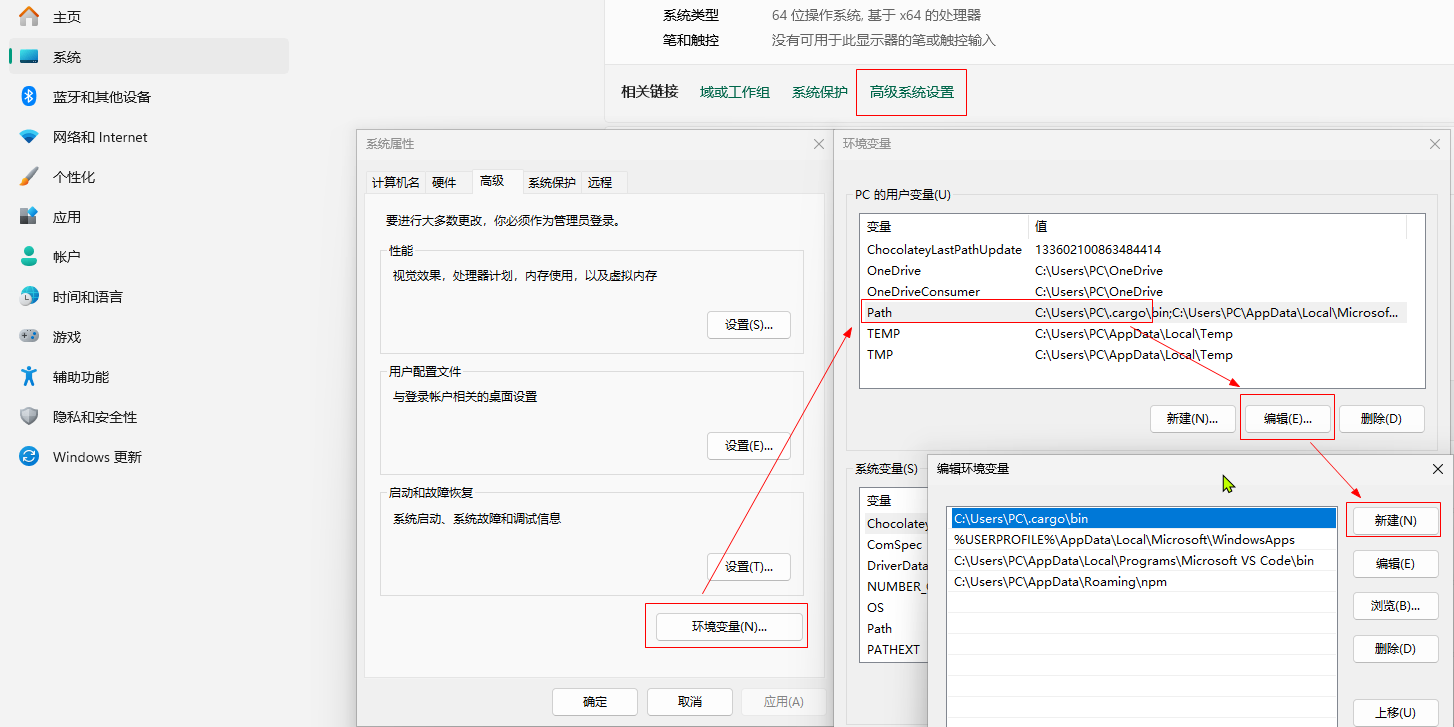 主页
系统
蓝牙和其他设备
网络和 Internet
个性化
应用
帐户
时间和语言
游戏
辅助功能
隐私和安全性
Windows 更新
系统类型 64 位操作系统, 基于 x64 的处理器
笔和触控 没有可用于此显示器的笔或触控输入
相关链接 域或工作组 系统保护 高级系统设置
系统属性
计算机名 硬件 高级 系统保护 远程
要进行大多数更改，你必须作为管理员登录。
性能
视觉效果，处理器计划，内存使用，以及虚拟内存
设置(S)...
用户配置文件
与登录帐户相关的桌面设置
设置(E)...
启动和故障恢复
系统启动、系统故障和调试信息
设置(T)...
环境变量(N)...
确定 取消 应用(A)
环境变量
PC 的用户变量(U)
变量 值
ChocolateyLastPathUpdate 133602100863484414
OneDrive C:\Users\PC\OneDrive
OneDriveConsumer C:\Users\PC\OneDrive
Path C:\Users\PC\.cargo\bin;C:\Users\PC\AppData\Local\Microsof...
TEMP C:\Users\PC\AppData\Local\Temp
TMP C:\Users\PC\AppData\Local\Temp
新建(N)... 编辑(E)... 删除(D)
系统变量(S)
变量
Chocolatey
ComSpec
DriverData
NUMBER_
OS
Path
PATHEXT
编辑环境变量
C:\Users\PC\.cargo\bin
%USERPROFILE%\AppData\Local\Microsoft\WindowsApps
C:\Users\PC\AppData\Local\Programs\Microsoft VS Code\bin
C:\Users\PC\AppData\Roaming\npm
新建(N)
编辑(E)
浏览(B)...
删除(D)
上移(U)